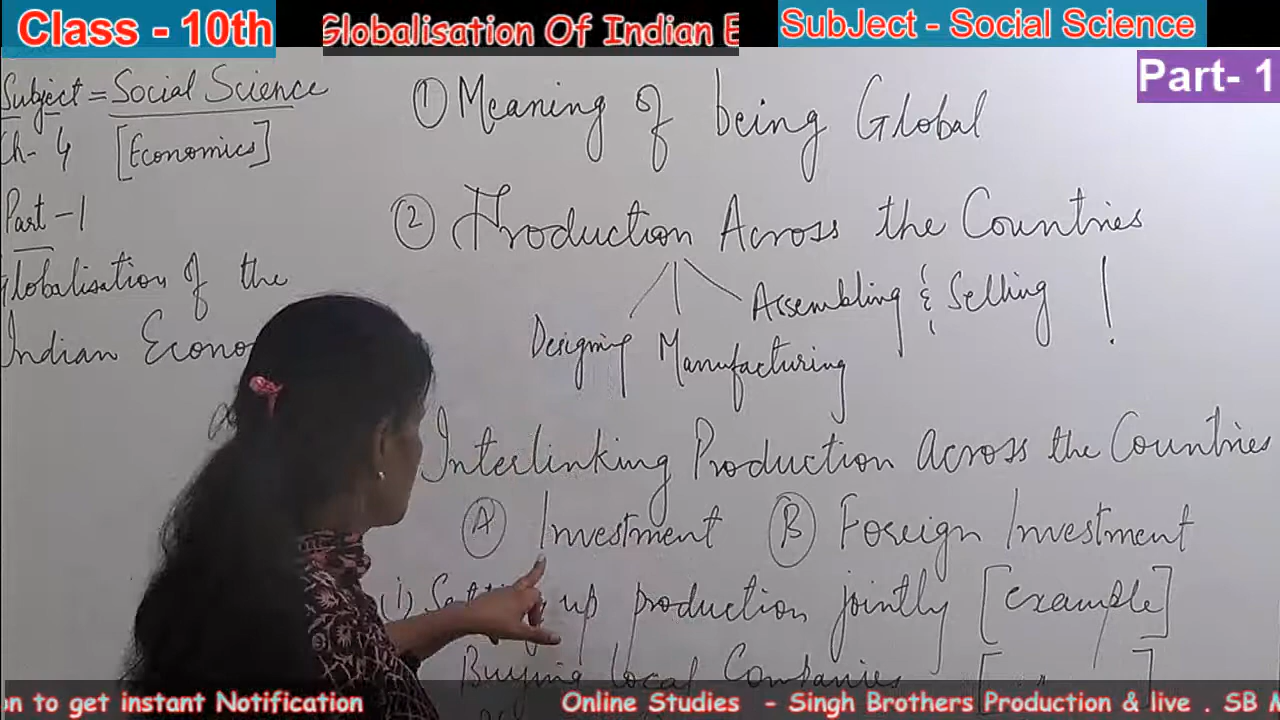 Class - 10th
Globalisation Of Indian E
SubJect - Social Science
Part- 1
Subject = Social Science
Ch- 4 [Economics]
Part -1
Globalisation of the
Indian Econo
① Meaning of being Global
② Production Across the Countries
Designing Manufacturing Assembling & Selling !
Interlinking Production across the Countries
Ⓐ Investment Ⓑ Foreign Investment
(i) Setting up production jointly [example]
Buying local Companies [ " ]
on to get instant Notification Online Studies - Singh Brothers Production & live . SB